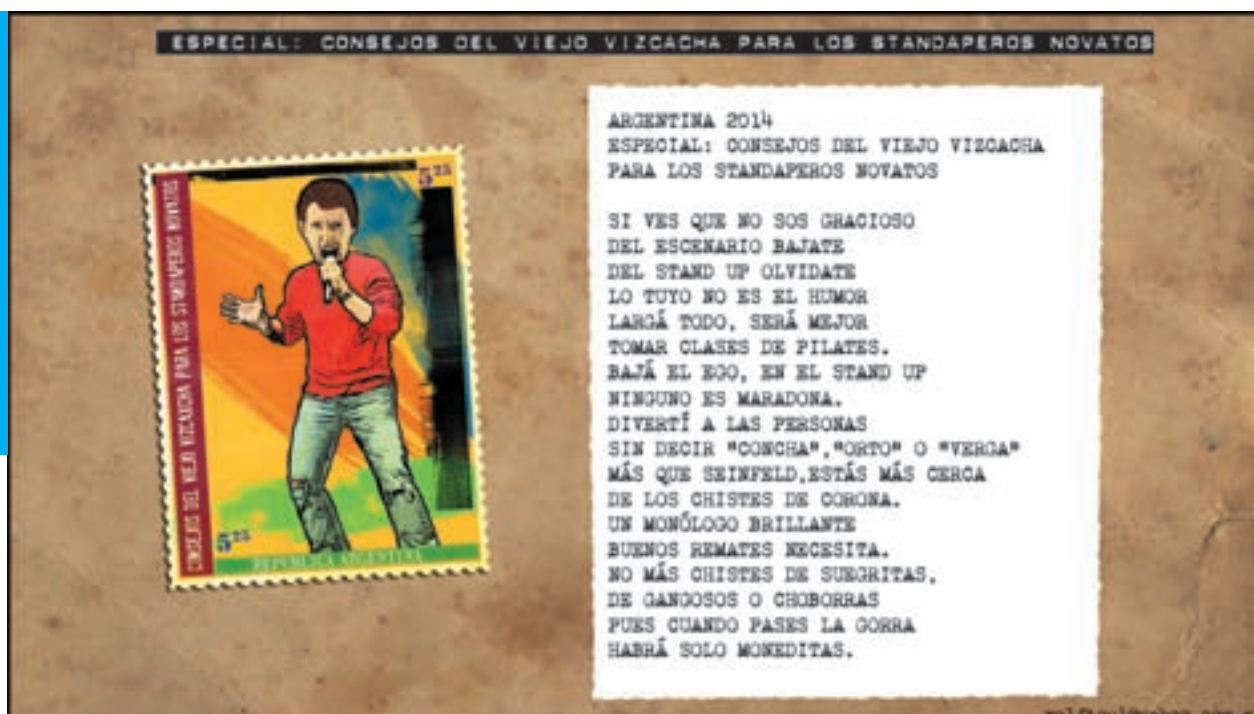 ESPECIAL: CONSEJOS DEL VIEJO VIZCACHA PARA LOS STANDAPEROS NOVATOS
CONSEJOS DEL VIEJO VIZCACHA PARA LOS STANDAPEROS NOVATOS
5.25
5.25
REPUBLICA ARGENTINA
ARGENTINA 2014
ESPECIAL: CONSEJOS DEL VIEJO VIZCACHA
PARA LOS STANDAPEROS NOVATOS
SI VES QUE NO SOS GRACIOSO
DEL ESCENARIO BAJATE
DEL STAND UP OLVIDATE
LO TUYO NO ES EL HUMOR
LARGÁ TODO, SERÁ MEJOR
TOMAR CLASES DE PILATES.
BAJÁ EL EGO, EN EL STAND UP
NINGUNO ES MARADONA.
DIVERTÍ A LAS PERSONAS
SIN DECIR "CONCHA","ORTO" O "VERGA"
MÁS QUE SEINFELD,ESTÁS MÁS CERCA
DE LOS CHISTES DE CORONA.
UN MONÓLOGO BRILLANTE
BUENOS REMATES NECESITA.
NO MÁS CHISTES DE SUEGRITAS,
DE GANGOSOS O CHOBORRAS
PUES CUANDO PASES LA GORRA
HABRÁ SOLO MONEDITAS.